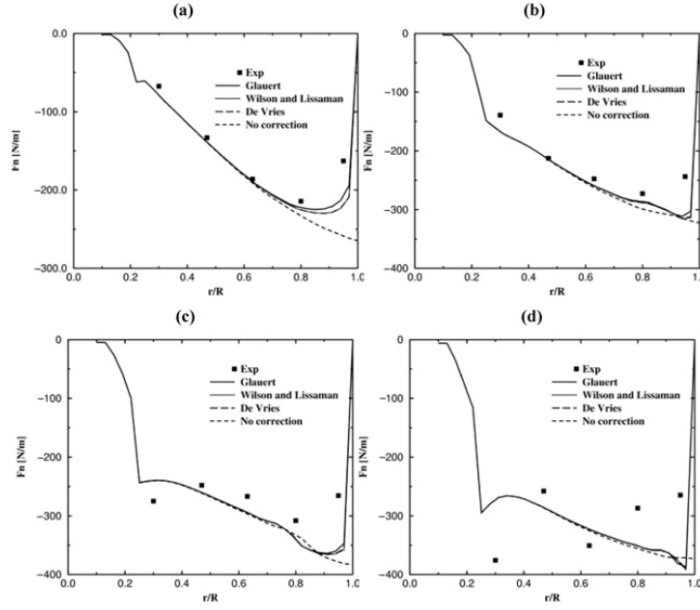 (a)
0.0
−100.0
−200.0
−300.0
Fn [N/m]
Exp
Glauert
Wilson and Lissaman
De Vries
No correction
0.0 0.2 0.4 0.6 0.8 1.0
r/R
(b)
0
−100
−200
−300
−400
Fn [N/m]
Exp
Glauert
Wilson and Lissaman
De Vries
No correction
0.0 0.2 0.4 0.6 0.8 1.0
r/R
(c)
0
−100
−200
−300
−400
Fn [N/m]
Exp
Glauert
Wilson and Lissaman
De Vries
No correction
0.0 0.2 0.4 0.6 0.8 1.0
r/R
(d)
0
−100
−200
−300
−400
Fn [N/m]
Exp
Glauert
Wilson and Lissaman
De Vries
No correction
0.0 0.2 0.4 0.6 0.8 1.0
r/R